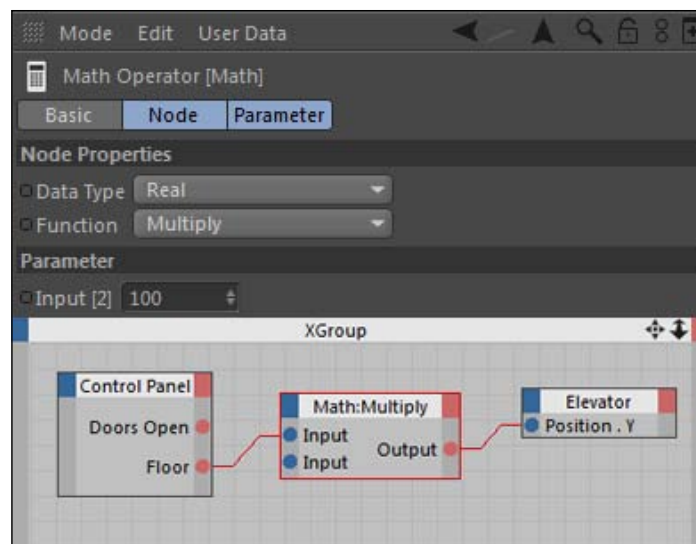 Mode Edit User Data
Math Operator [Math]
Basic Node Parameter
Node Properties
Data Type Real
Function Multiply
Parameter
Input [2] 100
XGroup
Control Panel
Doors Open
Floor
Math:Multiply
Input
Input
Output
Elevator
Position . Y